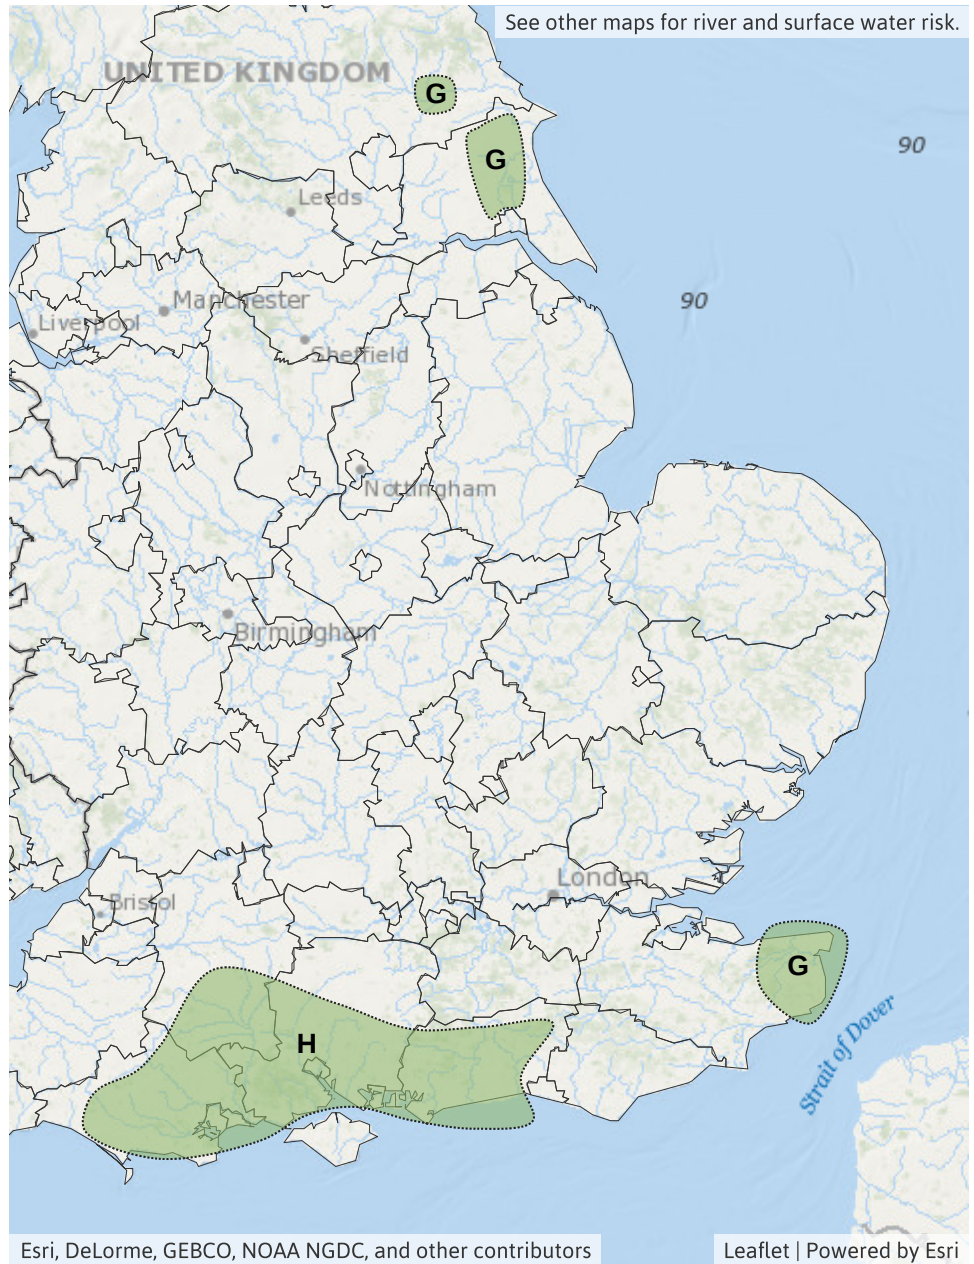 See other maps for river and surface water risk.
UNITED KINGDOM
G
90
G
Leeds
Manchester
90
Liverpool
Sheffield
Nottingham
Birmingham
London
Bristol
G
H
Strait of Dover
Esri, DeLorme, GEBCO, NOAA NGDC, and other contributors
Leaflet | Powered by Esri